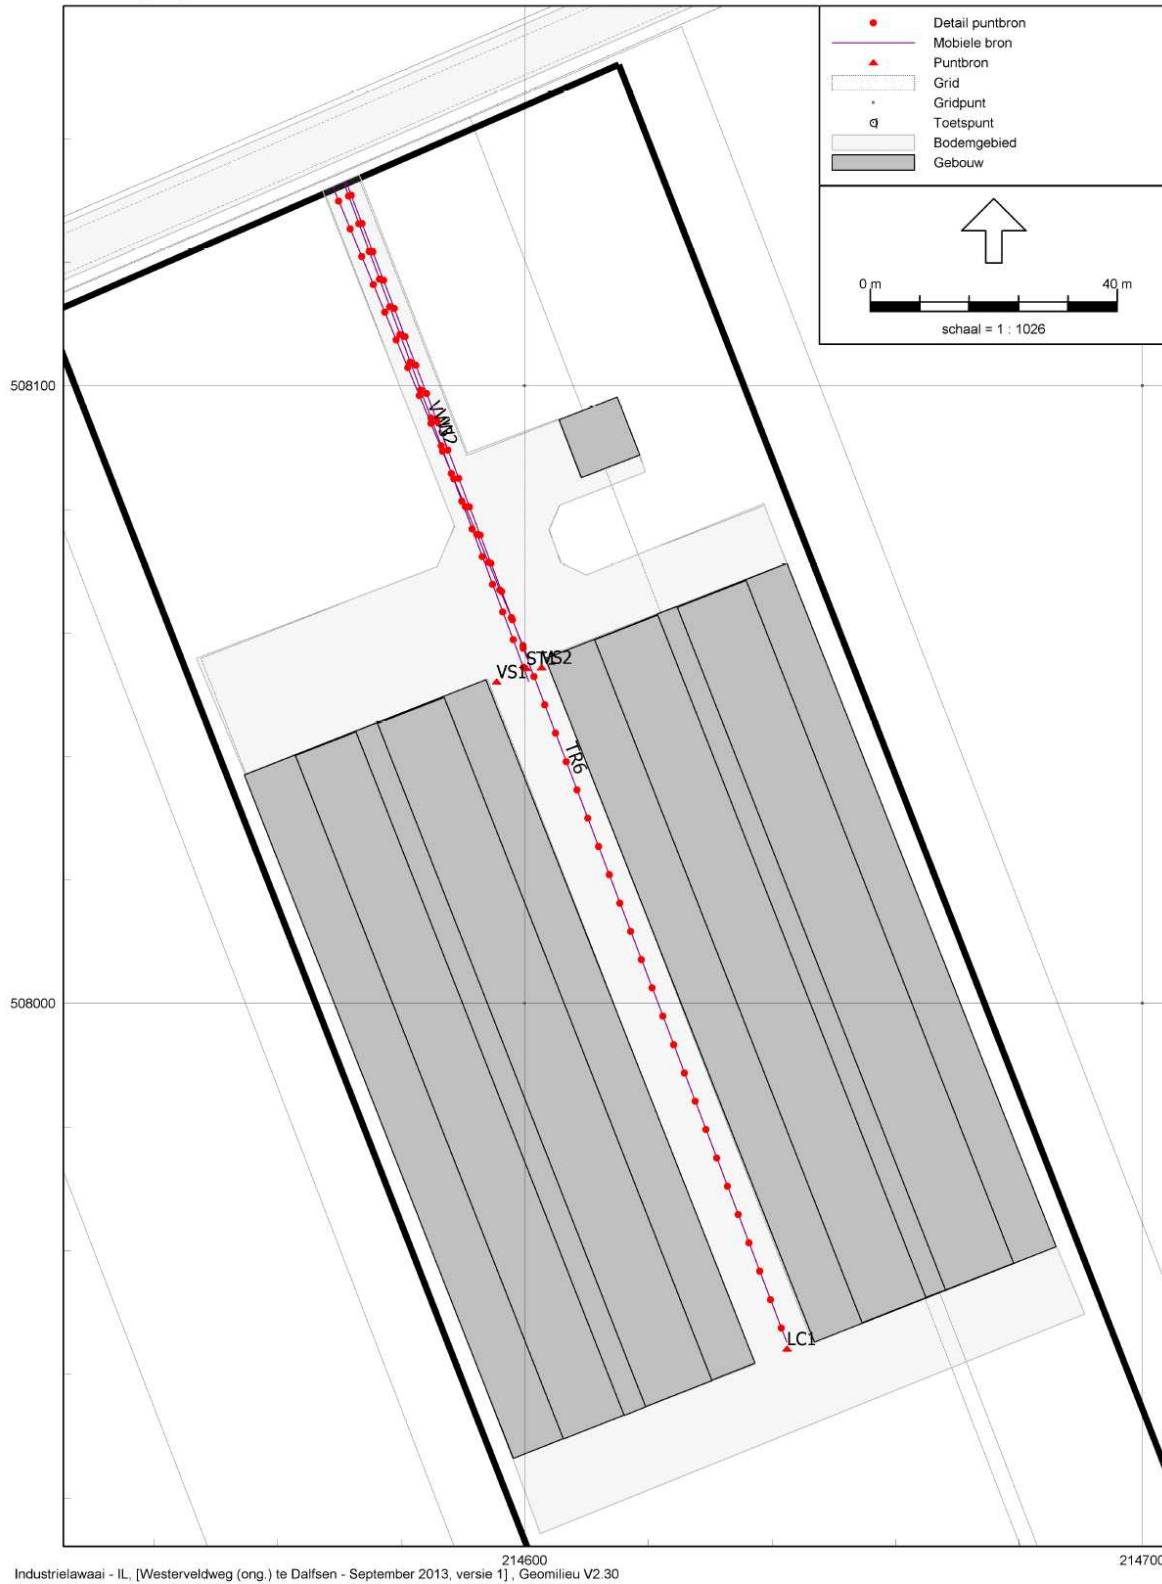 Detail puntbron
Mobiele bron
Puntbron
Grid
Gridpunt
Toetspunt
Bodemgebied
Gebouw
0 m 40 m
schaal = 1 : 1026
508100
VS1
VS2
TR6
508000
LC1
214600
214700
Industrielawaai - IL, [Westerveldweg (ong.) te Dalfsen - September 2013, versie 1] , Geomilieu V2.30